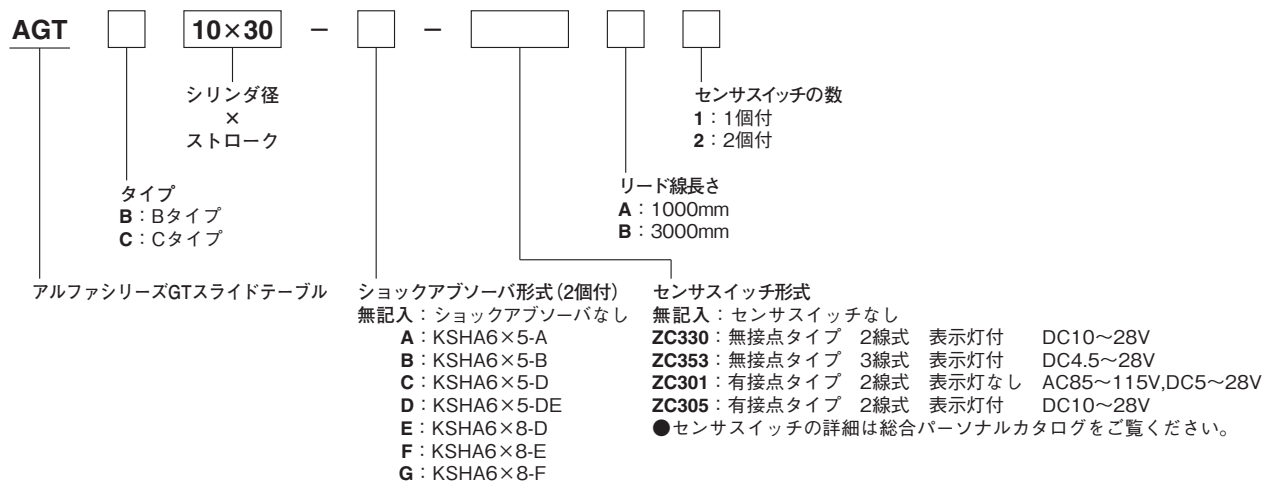 AGT 10×30 － －
シリンダ径
×
ストローク
センサスイッチの数
1：1個付
2：2個付
タイプ
B：Bタイプ
C：Cタイプ
リード線長さ
A：1000mm
B：3000mm
アルファシリーズGTスライドテーブル
ショックアブソーバ形式（2個付）
無記入：ショックアブソーバなし
A：KSHA6×5-A
B：KSHA6×5-B
C：KSHA6×5-D
D：KSHA6×5-DE
E：KSHA6×8-D
F：KSHA6×8-E
G：KSHA6×8-F
センサスイッチ形式
無記入：センサスイッチなし
ZC330：無接点タイプ 2線式 表示灯付 DC10～28V
ZC353：無接点タイプ 3線式 表示灯付 DC4.5～28V
ZC301：有接点タイプ 2線式 表示灯なし AC85～115V,DC5～28V
ZC305：有接点タイプ 2線式 表示灯付 DC10～28V
●センサスイッチの詳細は総合パーソナルカタログをご覧ください。